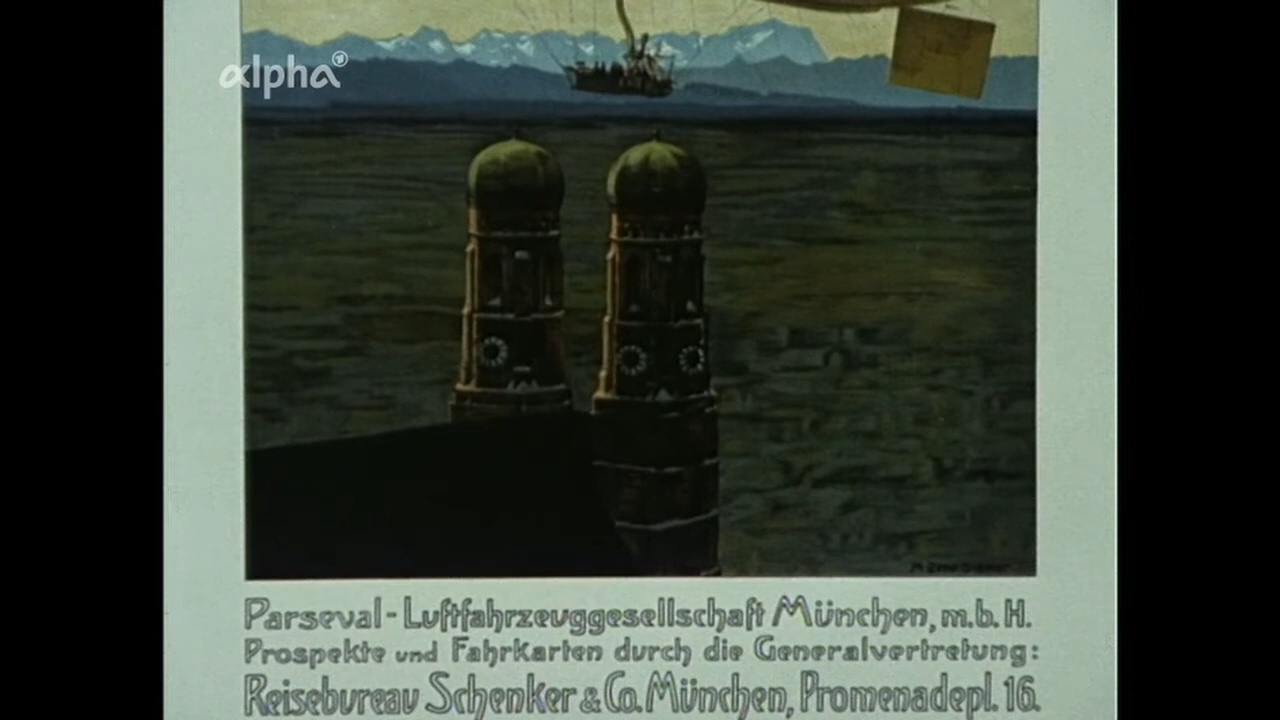 alpha
Parseval-Luftfahrzeuggesellschaft München, m.b.H.
Prospekte und Fahrkarten durch die Generalvertretung:
Reisebureau Schenker & Co. München, Promenadepl. 16.